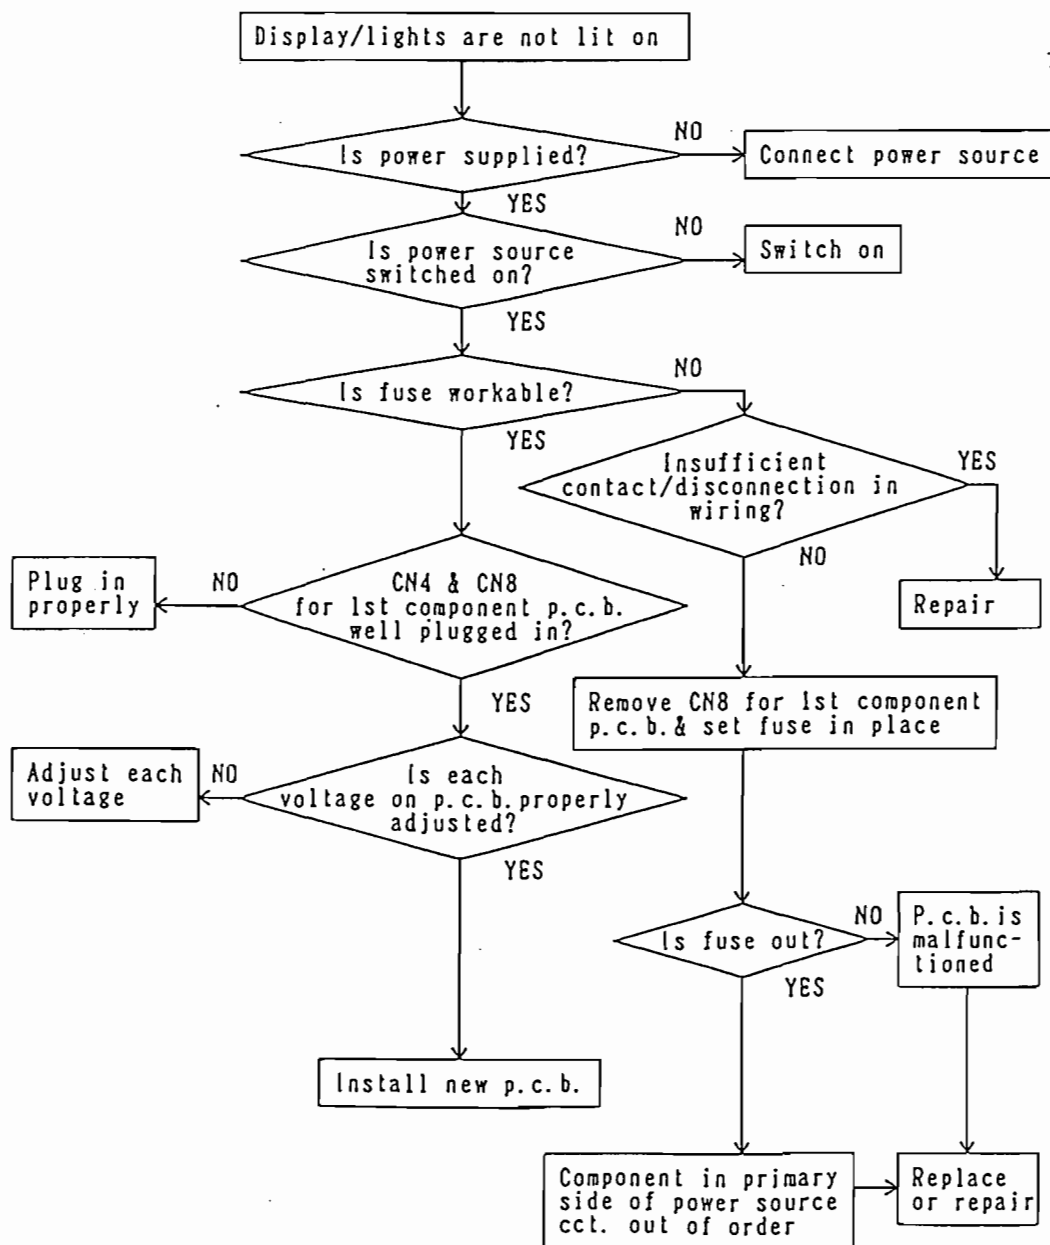 Display/lights are not lit on
NO
Is power supplied?
Connect power source
YES
NO
Is power source
switched on?
Switch on
YES
NO
Is fuse workable?
YES
Insufficient
contact/disconnection in
wiring?
YES
NO
Plug in
properly
NO
CN4 & CN8
for 1st component p.c.b.
well plugged in?
Repair
YES
Remove CN8 for 1st component
p.c.b.& set fuse in place
Adjust each
voltage
NO
Is each
voltage on p.c.b.properly
adjusted?
YES
Is fuse out?
NO
P.c.b.is
malfunc-
tioned
YES
Install new p.c.b.
Component in primary
side of power source
cct. out of order
Replace
or repair